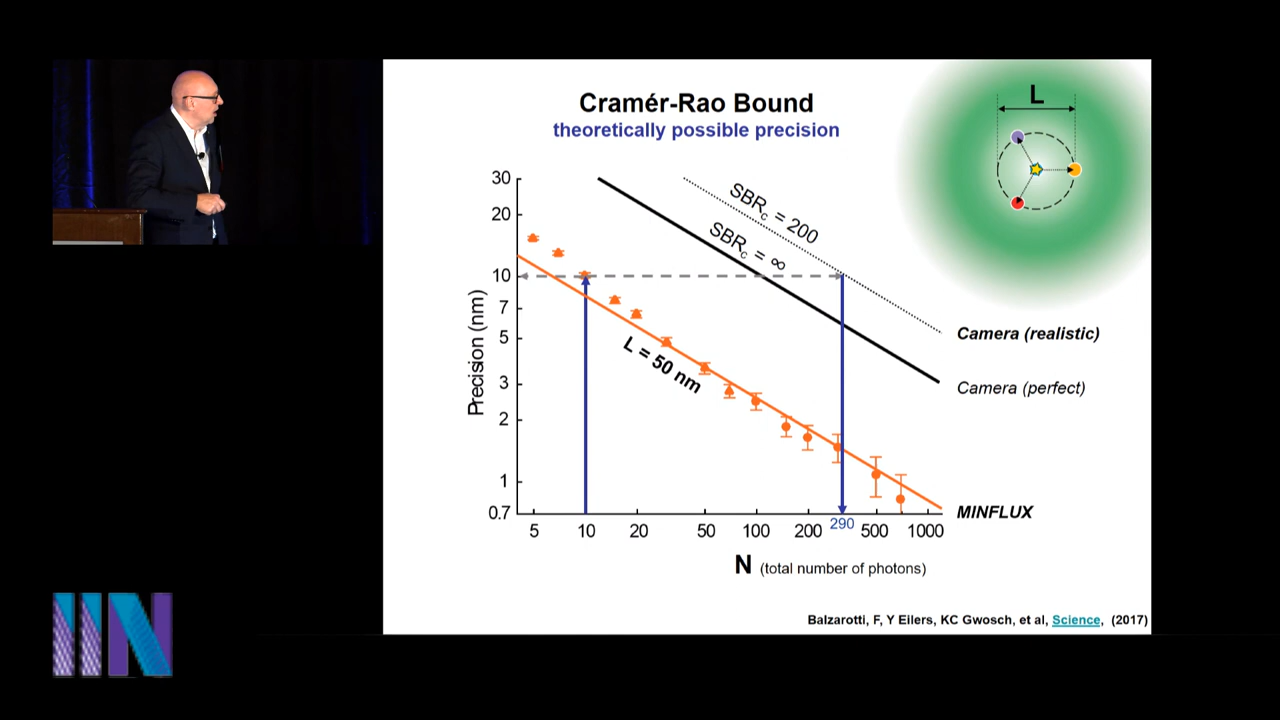 Cramér-Rao Bound
theoretically possible precision
L
30
20
10
7
5
3
2
1
0.7
Precision (nm)
SBRc = 200
SBRc = ∞
L = 50 nm
Camera (realistic)
Camera (perfect)
MINFLUX
5 10 20 50 100 200 290 500 1000
N (total number of photons)
Balzarotti, F, Y Eilers, KC Gwosch, et al, Science, (2017)
IIN